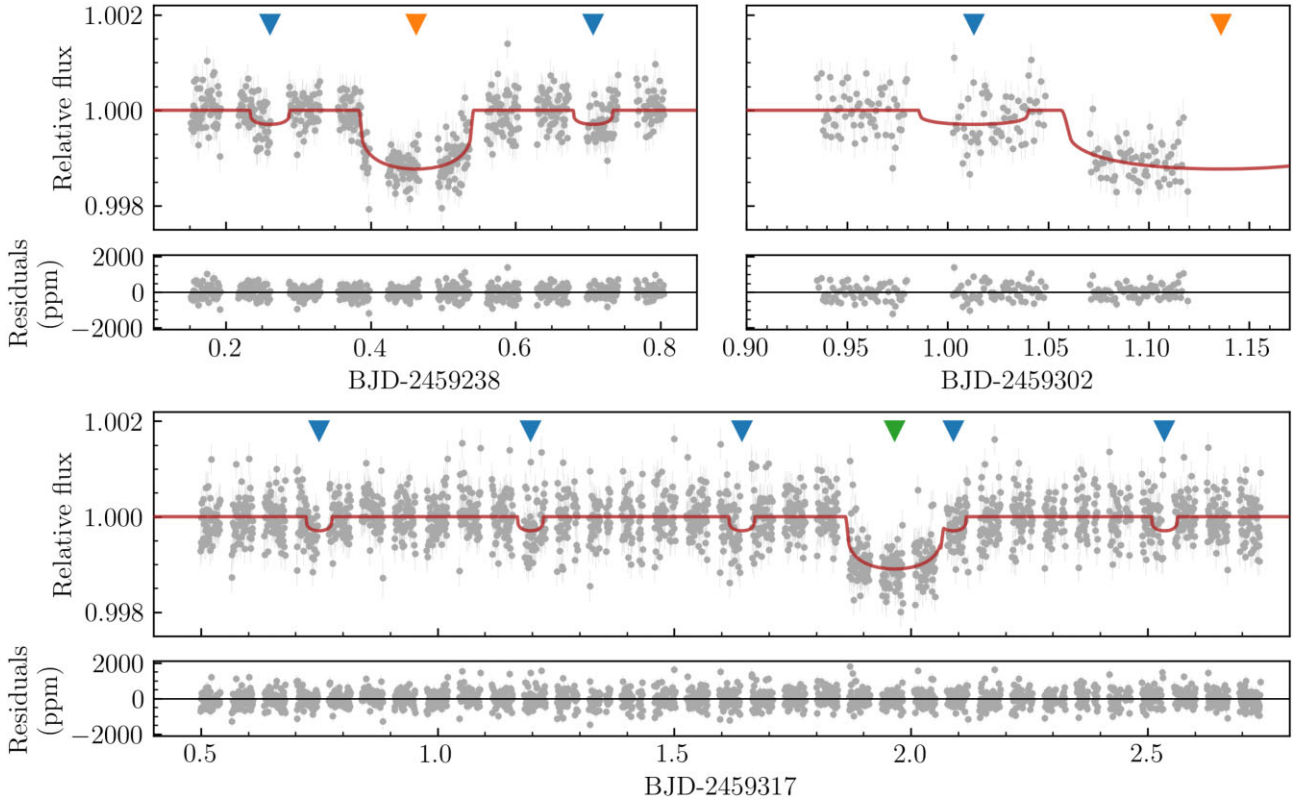 1.002
1.000
0.998
Relative flux
2000
0
−2000
Residuals
(ppm)
0.2 0.4 0.6 0.8
BJD-2459238
0.90 0.95 1.00 1.05 1.10 1.15
BJD-2459302
1.002
1.000
0.998
Relative flux
2000
0
−2000
Residuals
(ppm)
0.5 1.0 1.5 2.0 2.5
BJD-2459317